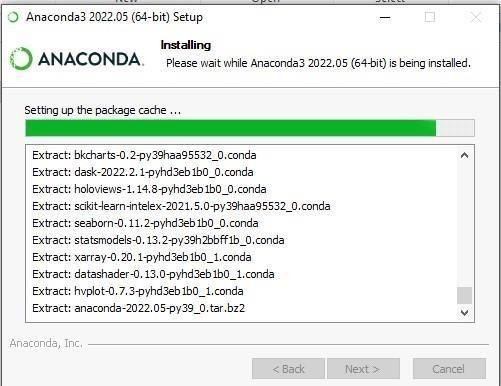 Anaconda3 2022.05 (64-bit) Setup
ANACONDA.
Installing
Please wait while Anaconda3 2022.05 (64-bit) is being installed.
Setting up the package cache ...
Extract: bkcharts-0.2-py39haa95532_0.conda
Extract: dask-2022.2.1-pyhd3eb1b0_0.conda
Extract: holoviews-1.14.8-pyhd3eb1b0_0.conda
Extract: scikit-learn-intelex-2021.5.0-py39haa95532_0.conda
Extract: seaborn-0.11.2-pyhd3eb1b0_0.conda
Extract: statsmodels-0.13.2-py39h2bbff1b_0.conda
Extract: xarray-0.20.1-pyhd3eb1b0_1.conda
Extract: datashader-0.13.0-pyhd3eb1b0_1.conda
Extract: hvplot-0.7.3-pyhd3eb1b0_1.conda
Extract: anaconda-2022.05-py39_0.tar.bz2
Anaconda, Inc.
< Back
Next >
Cancel